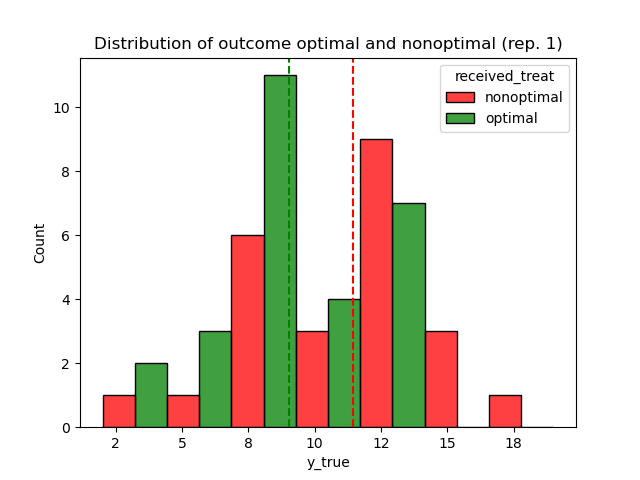 Distribution of outcome optimal and nonoptimal (rep. 1)
received_treat
nonoptimal
optimal
10
8
6
4
2
0
Count
2 5 8 10 12 15 18
y_true